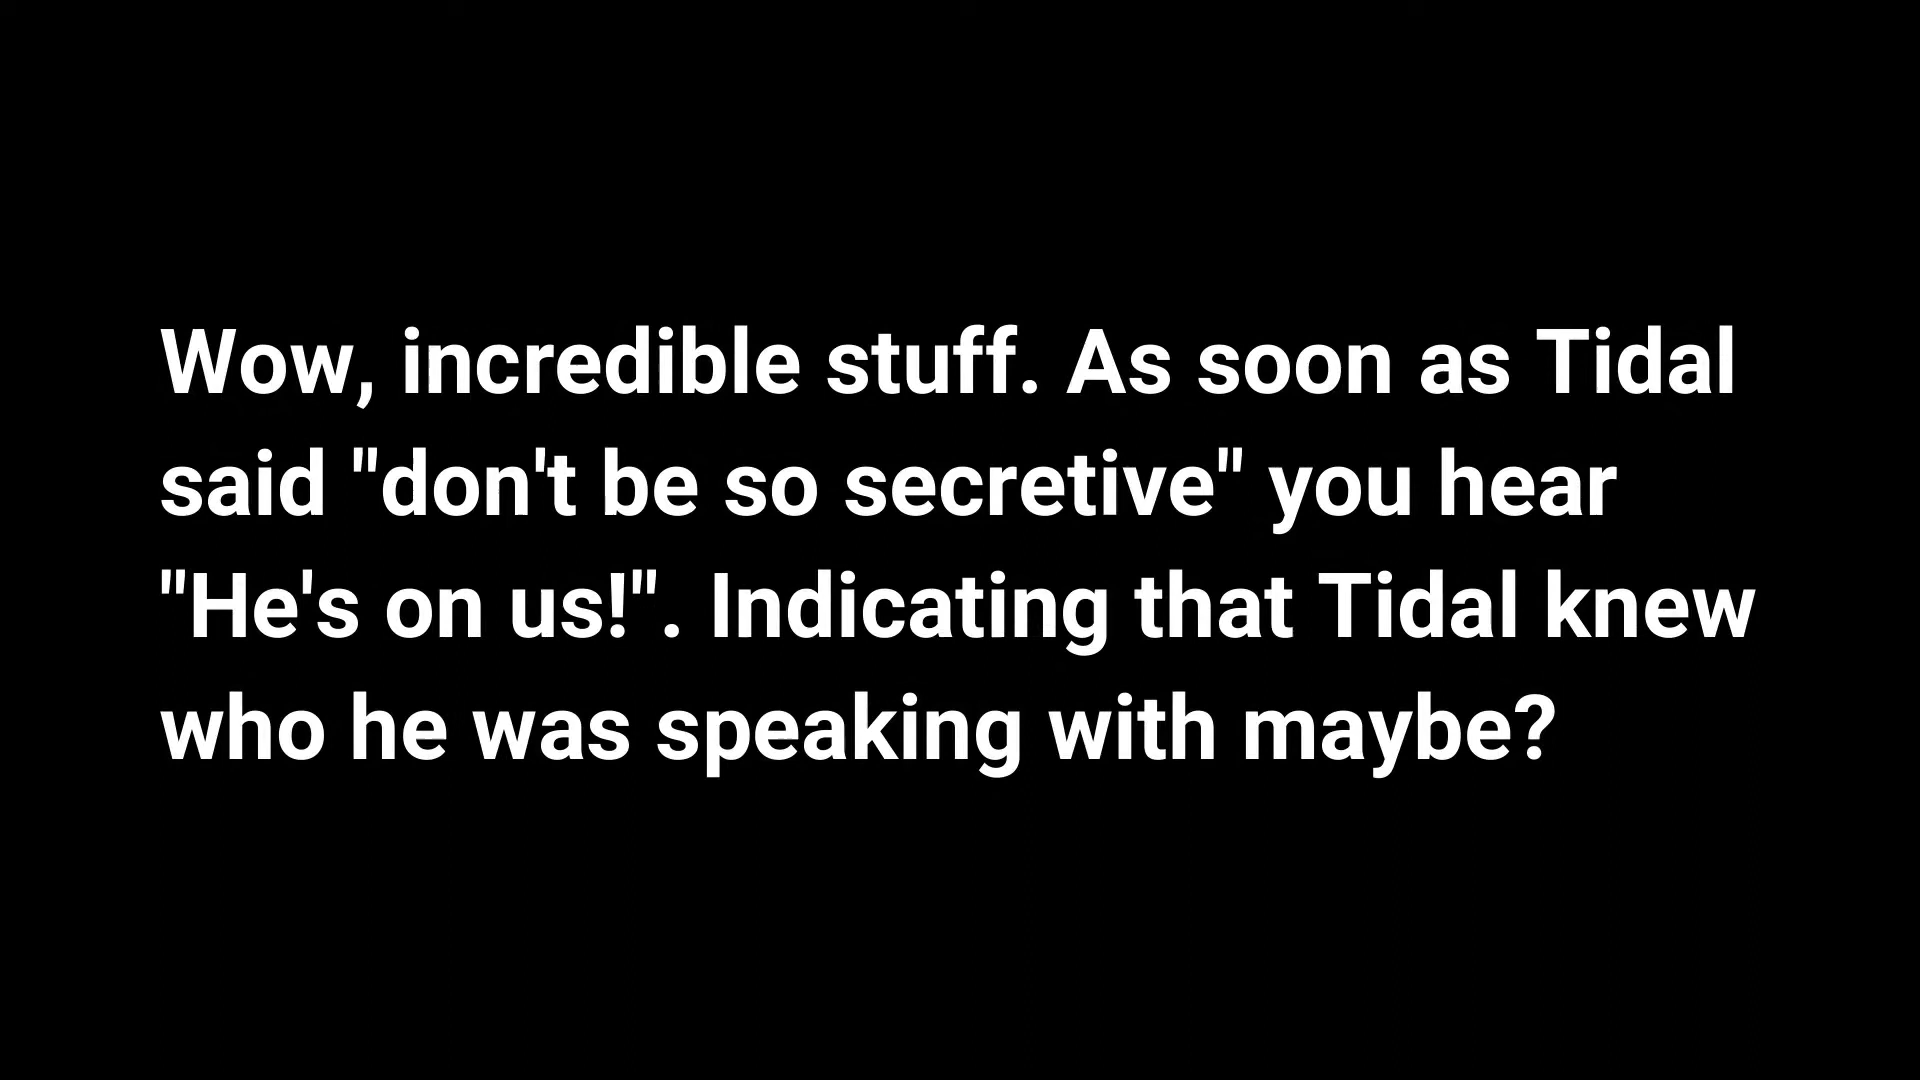 Wow, incredible stuff. As soon as Tidal
said "don't be so secretive" you hear
"He's on us!". Indicating that Tidal knew
who he was speaking with maybe?